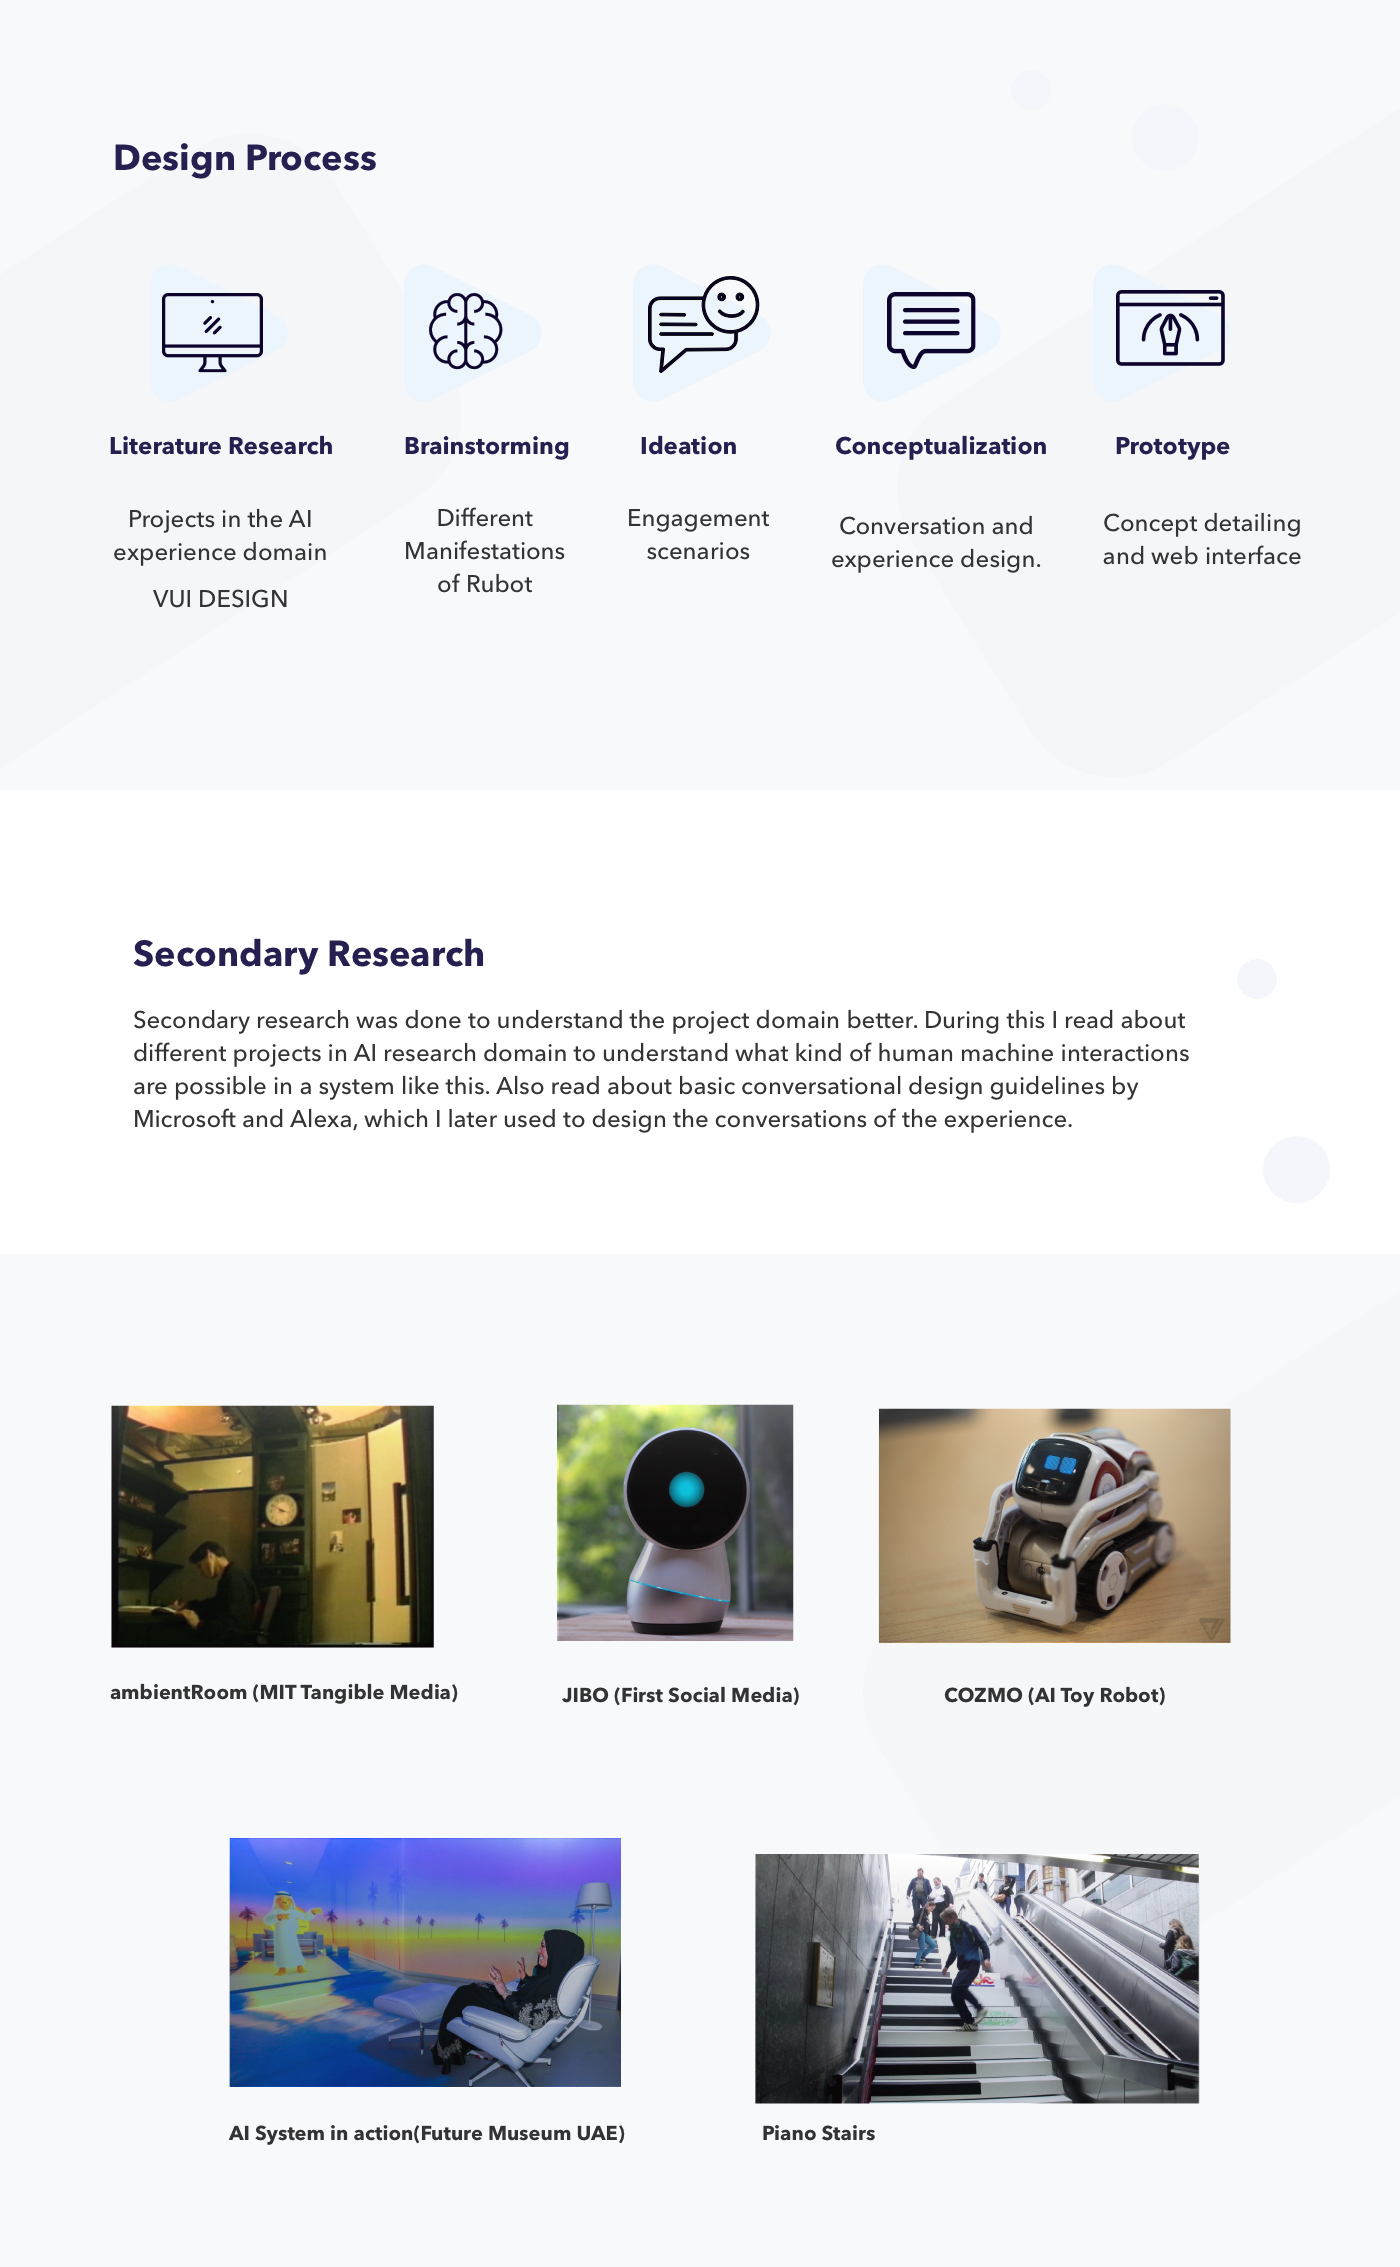 Design Process
Literature Research
Projects in the AI
experience domain
VUI DESIGN
Brainstorming
Different
Manifestations
of Rubot
Ideation
Engagement
scenarios
Conceptualization
Conversation and
experience design.
Prototype
Concept detailing
and web interface
Secondary Research
Secondary research was done to understand the project domain better. During this I read about
different projects in AI research domain to understand what kind of human machine interactions
are possible in a system like this. Also read about basic conversational design guidelines by
Microsoft and Alexa, which I later used to design the conversations of the experience.
ambientRoom (MIT Tangible Media)
JIBO (First Social Media)
COZMO (AI Toy Robot)
AI System in action(Future Museum UAE)
Piano Stairs